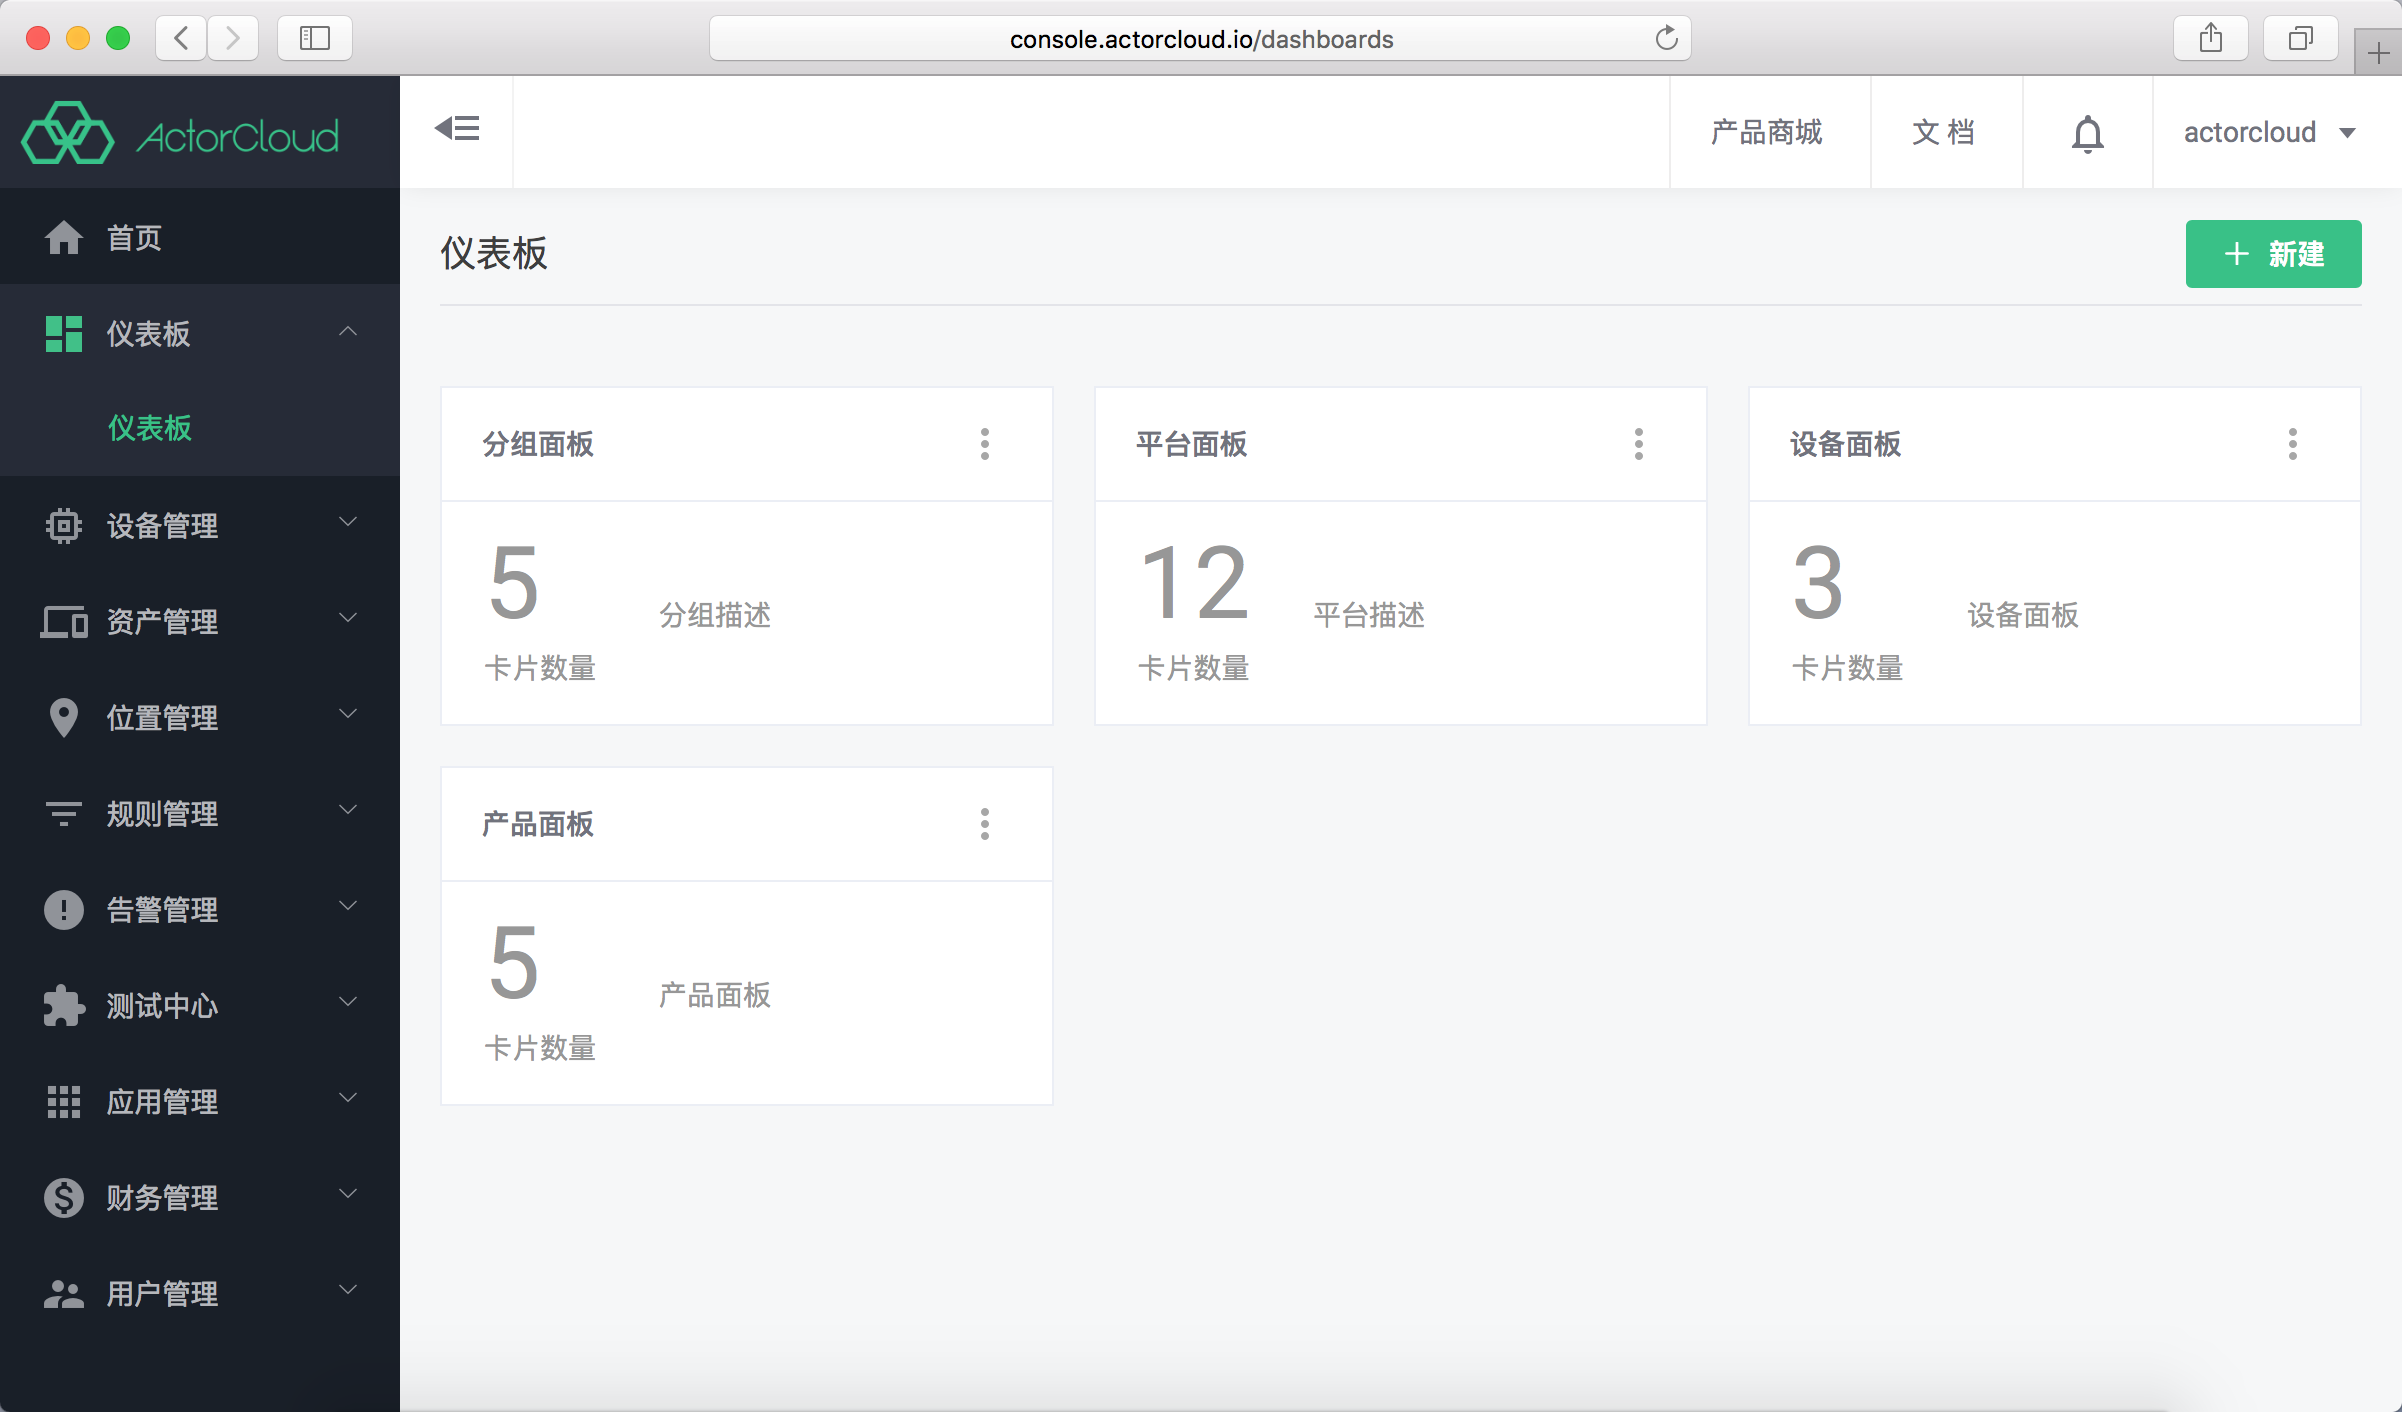 console.actorcloud.io/dashboards
ActorCloud
产品商城
文 档
actorcloud
首页
仪表板
仪表板
设备管理
资产管理
位置管理
规则管理
告警管理
测试中心
应用管理
财务管理
用户管理
仪表板
新建
分组面板
5
分组描述
卡片数量
平台面板
12
平台描述
卡片数量
设备面板
3
设备面板
卡片数量
产品面板
5
产品面板
卡片数量